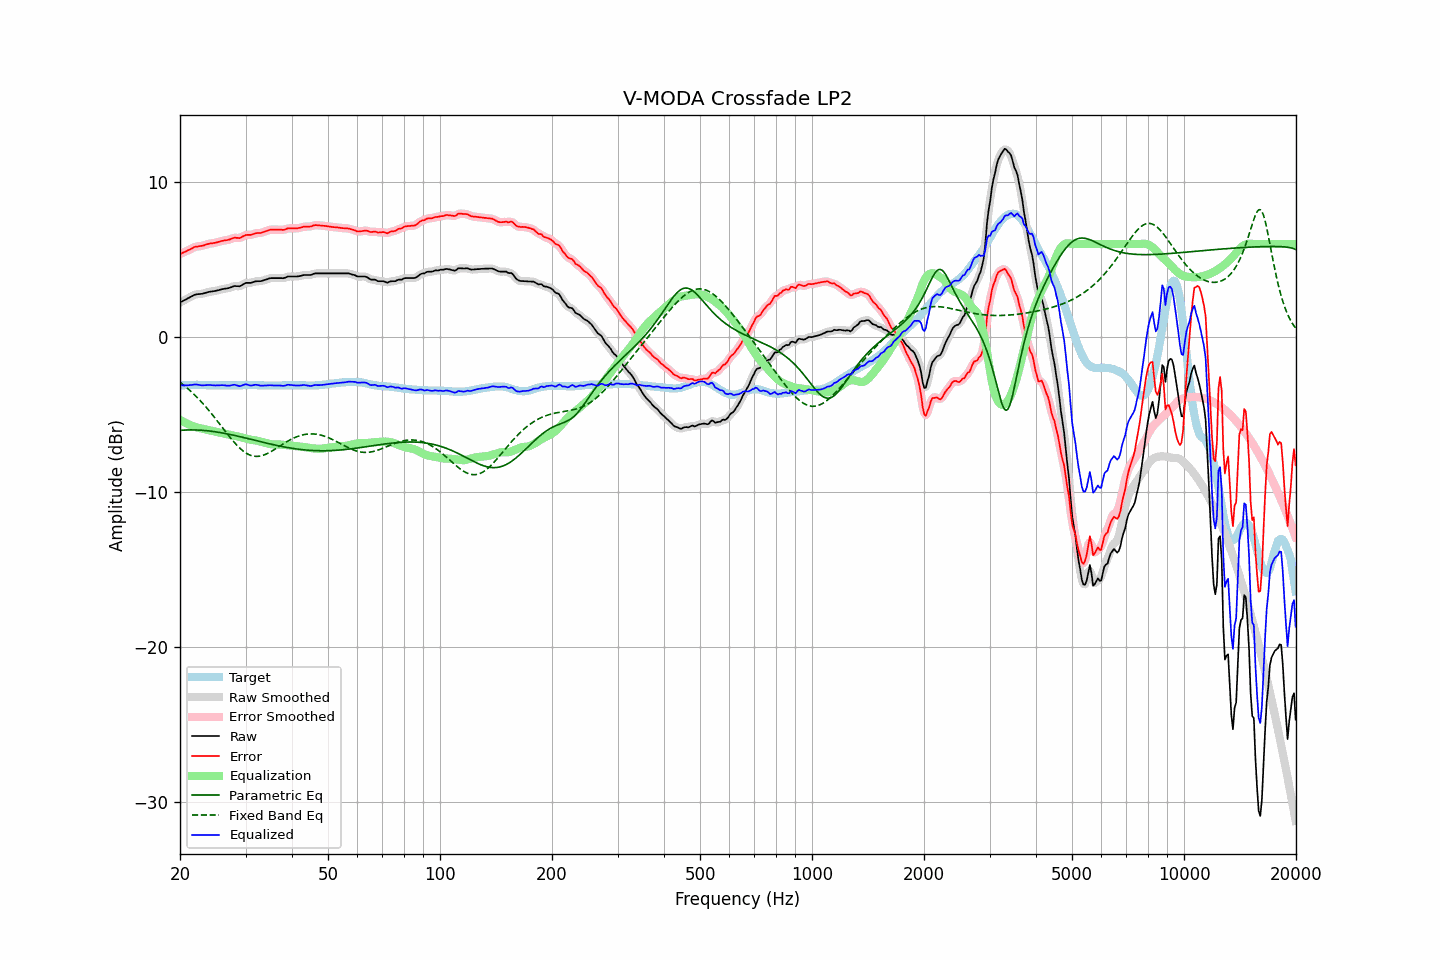 V-MODA Crossfade LP2
Amplitude (dBr)
10
0
−10
−20
−30
Target
Raw Smoothed
Error Smoothed
Raw
Error
Equalization
Parametric Eq
Fixed Band Eq
Equalized
20
50
100
200
500
1000
2000
5000
10000
20000
Frequency (Hz)